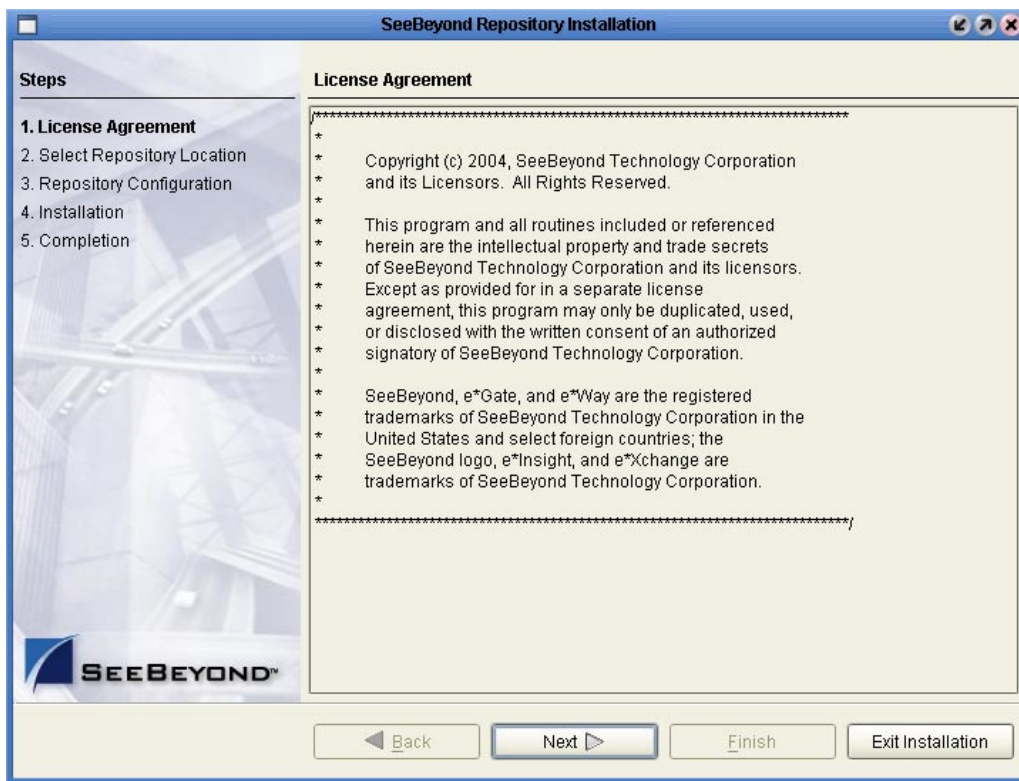 SeeBeyond Repository Installation
Steps
1. License Agreement
2. Select Repository Location
3. Repository Configuration
4. Installation
5. Completion
SEEBEYOND™
License Agreement
/**************************************************************************
*
* Copyright (c) 2004, SeeBeyond Technology Corporation
* and its Licensors. All Rights Reserved.
*
* This program and all routines included or referenced
* herein are the intellectual property and trade secrets
* of SeeBeyond Technology Corporation and its licensors.
* Except as provided for in a separate license
* agreement, this program may only be duplicated, used,
* or disclosed with the written consent of an authorized
* signatory of SeeBeyond Technology Corporation.
*
* SeeBeyond, e*Gate, and e*Way are the registered
* trademarks of SeeBeyond Technology Corporation in the
* United States and select foreign countries; the
* SeeBeyond logo, e*Insight, and e*Xchange are
* trademarks of SeeBeyond Technology Corporation.
*
**************************************************************************/
Back
Next
Finish
Exit Installation